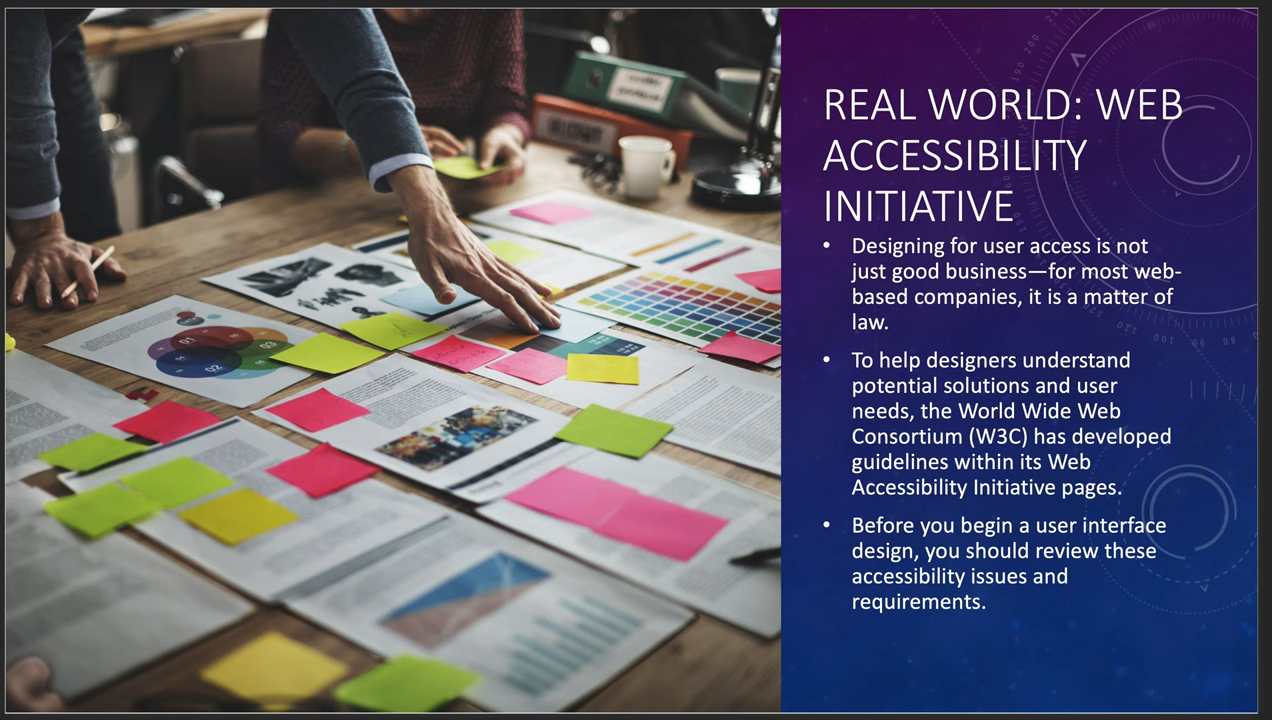 REAL WORLD: WEB
ACCESSIBILITY
INITIATIVE
• Designing for user access is not
just good business—for most web-
based companies, it is a matter of
law.
• To help designers understand
potential solutions and user
needs, the World Wide Web
Consortium (W3C) has developed
guidelines within its Web
Accessibility Initiative pages.
• Before you begin a user interface
design, you should review these
accessibility issues and
requirements.
01
02
03